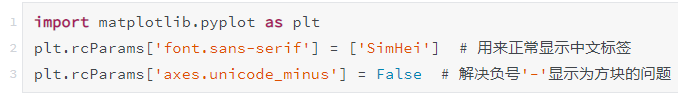 1 import matplotlib.pyplot as plt
2 plt.rcParams['font.sans-serif'] = ['SimHei']  # 用来正常显示中文标签
3 plt.rcParams['axes.unicode_minus'] = False  # 解决负号'-'显示为方块的问题